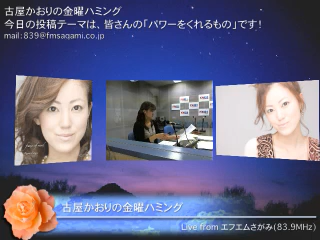 古屋かおりの金曜ハミング
今日の投稿テーマは、皆さんの「パワーをくれるもの」です!
mail:839@fmsagami.co.jp
古屋かおりの金曜ハミング
Live from エフエムさがみ(83.9MHz)